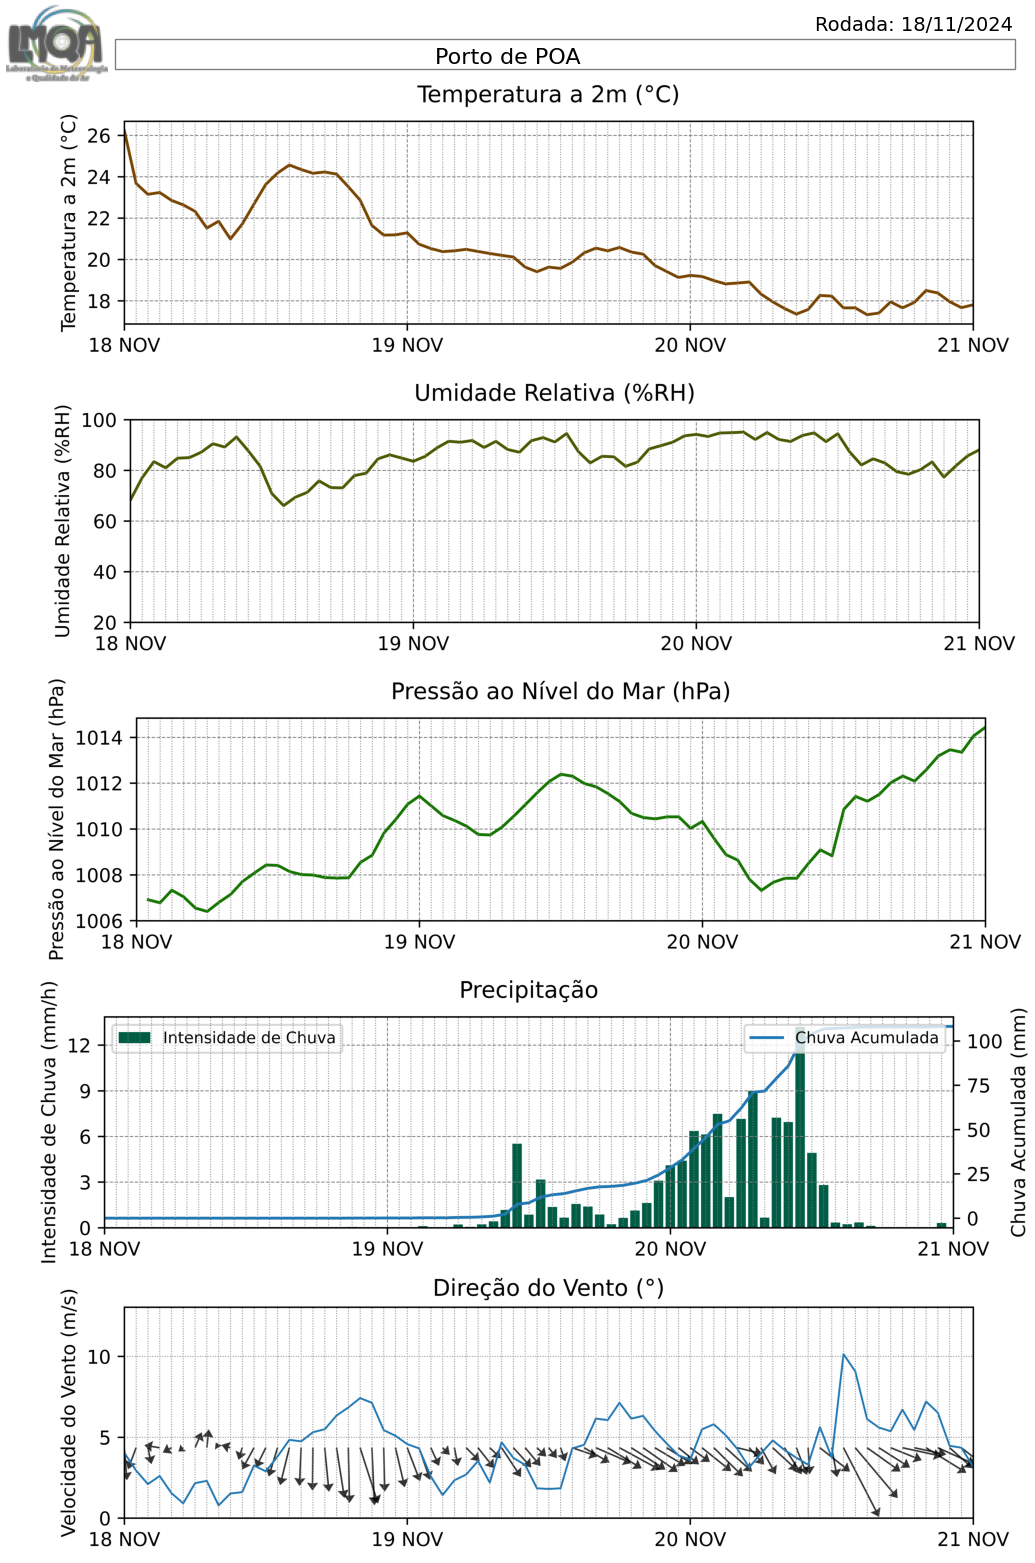 LMQA
Laboratório de Meteorologia
e Qualidade do Ar
Rodada: 18/11/2024
Porto de POA
Temperatura a 2m (°C)
Temperatura a 2m (°C)
26
24
22
20
18
18 NOV 19 NOV 20 NOV 21 NOV
Umidade Relativa (%RH)
Umidade Relativa (%RH)
100
80
60
40
20
18 NOV 19 NOV 20 NOV 21 NOV
Pressão ao Nível do Mar (hPa)
Pressão ao Nível do Mar (hPa)
1014
1012
1010
1008
1006
18 NOV 19 NOV 20 NOV 21 NOV
Precipitação
Intensidade de Chuva (mm/h)
Intensidade de Chuva
Chuva Acumulada
Chuva Acumulada (mm)
12
9
6
3
0
100
75
50
25
0
18 NOV 19 NOV 20 NOV 21 NOV
Direção do Vento (°)
Velocidade do Vento (m/s)
10
5
0
18 NOV 19 NOV 20 NOV 21 NOV